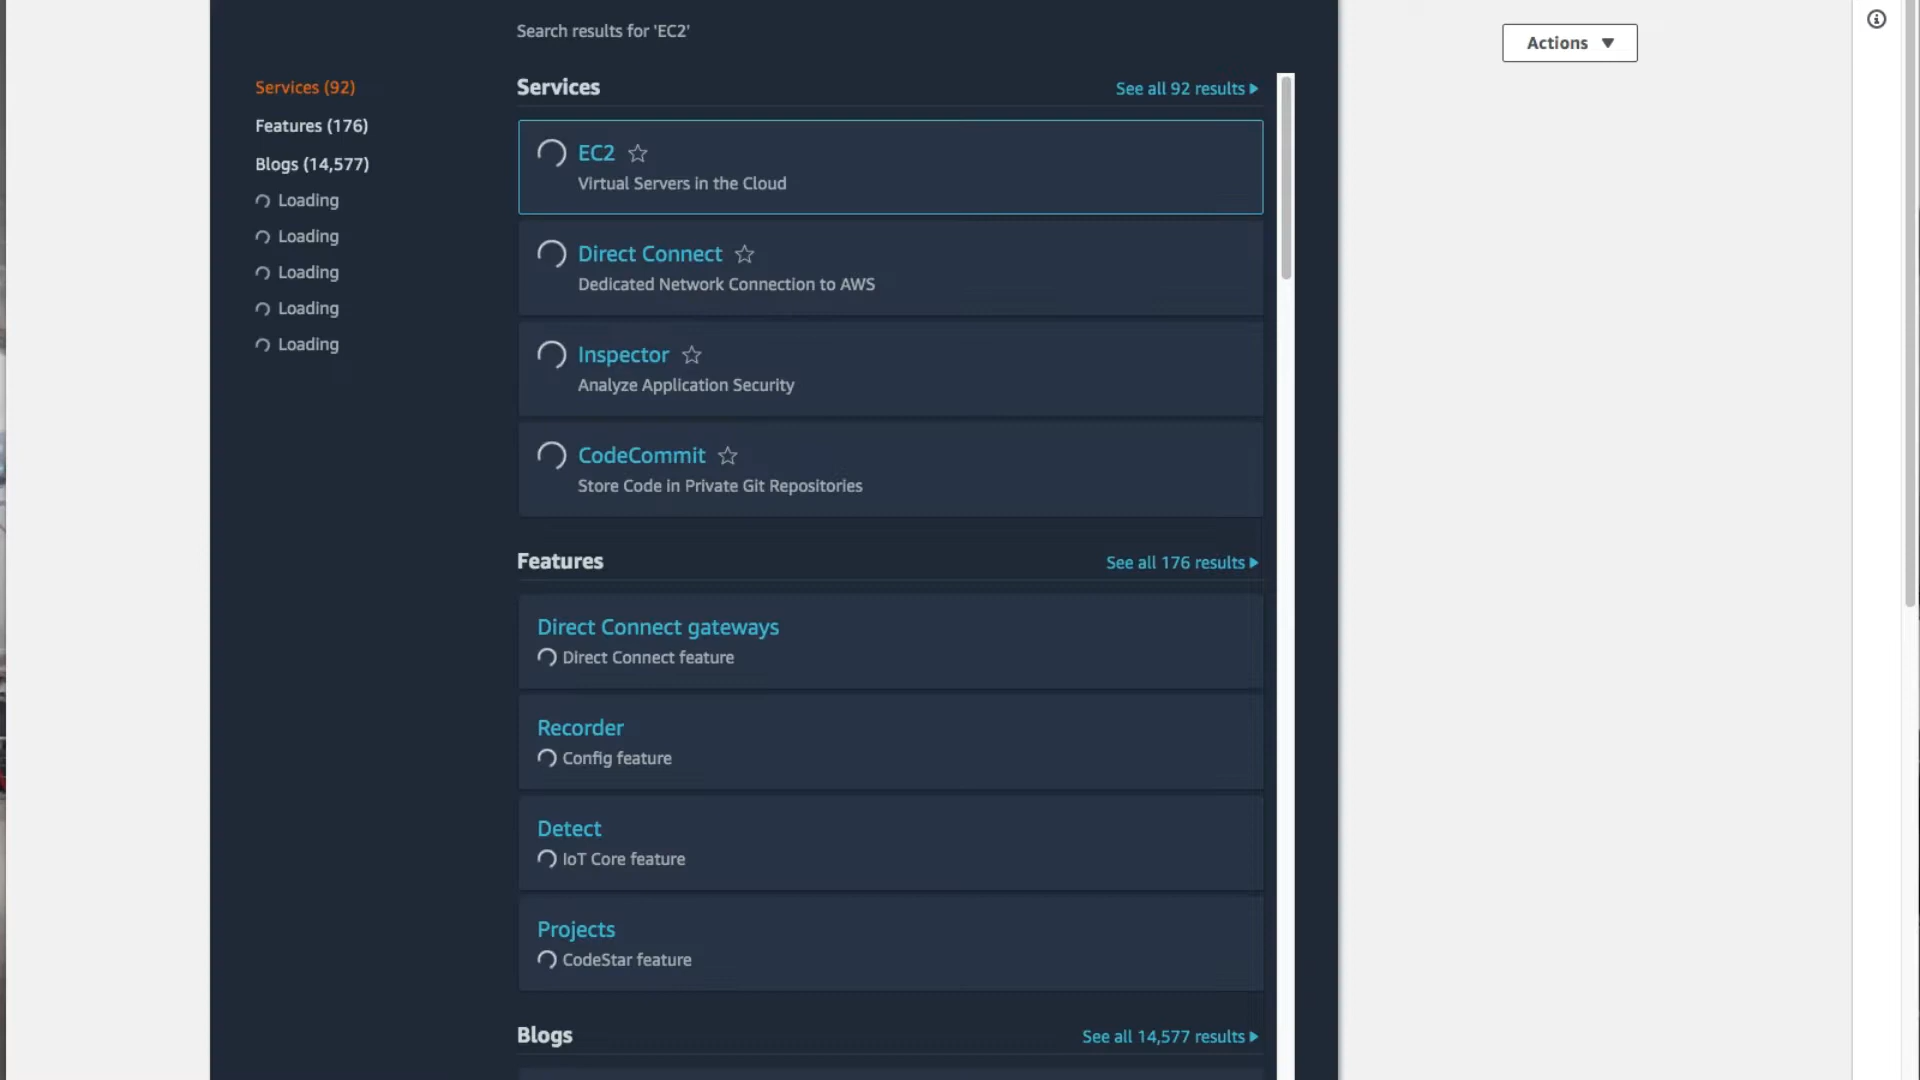 Search results for 'EC2'
Actions
Services (92)
Features (176)
Blogs (14,577)
Loading
Loading
Loading
Loading
Loading
Services
See all 92 results
EC2
Virtual Servers in the Cloud
Direct Connect
Dedicated Network Connection to AWS
Inspector
Analyze Application Security
CodeCommit
Store Code in Private Git Repositories
Features
See all 176 results
Direct Connect gateways
Direct Connect feature
Recorder
Config feature
Detect
IoT Core feature
Projects
CodeStar feature
Blogs
See all 14,577 results